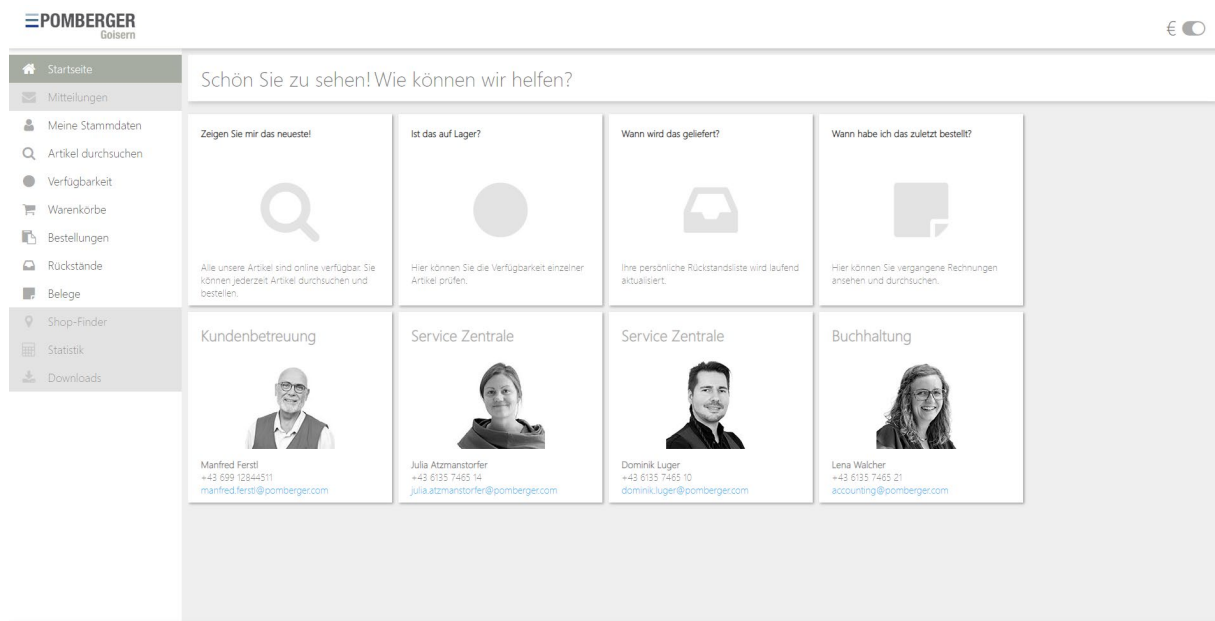 POMBERGER
Goisern
€
Startseite
Mitteilungen
Meine Stammdaten
Artikel durchsuchen
Verfügbarkeit
Warenkörbe
Bestellungen
Rückstände
Belege
Shop-Finder
Statistik
Downloads
Schön Sie zu sehen! Wie können wir helfen?
Zeigen Sie mir das neueste!
Alle unsere Artikel sind online verfügbar. Sie
können jederzeit Artikel durchsuchen und
bestellen.
Ist das auf Lager?
Hier können Sie die Verfügbarkeit einzelner
Artikel prüfen.
Wann wird das geliefert?
Ihre persönliche Rückstandsliste wird laufend
aktualisiert.
Wann habe ich das zuletzt bestellt?
Hier können Sie vergangene Rechnungen
ansehen und durchsuchen.
Kundenbetreuung
Manfred Ferstl
+43 699 12844511
manfred.ferstl@pomberger.com
Service Zentrale
Julia Atzmanstorfer
+43 6135 7465 14
julia.atzmanstorfer@pomberger.com
Service Zentrale
Dominik Luger
+43 6135 7465 10
dominik.luger@pomberger.com
Buchhaltung
Lena Walcher
+43 6135 7465 21
accounting@pomberger.com